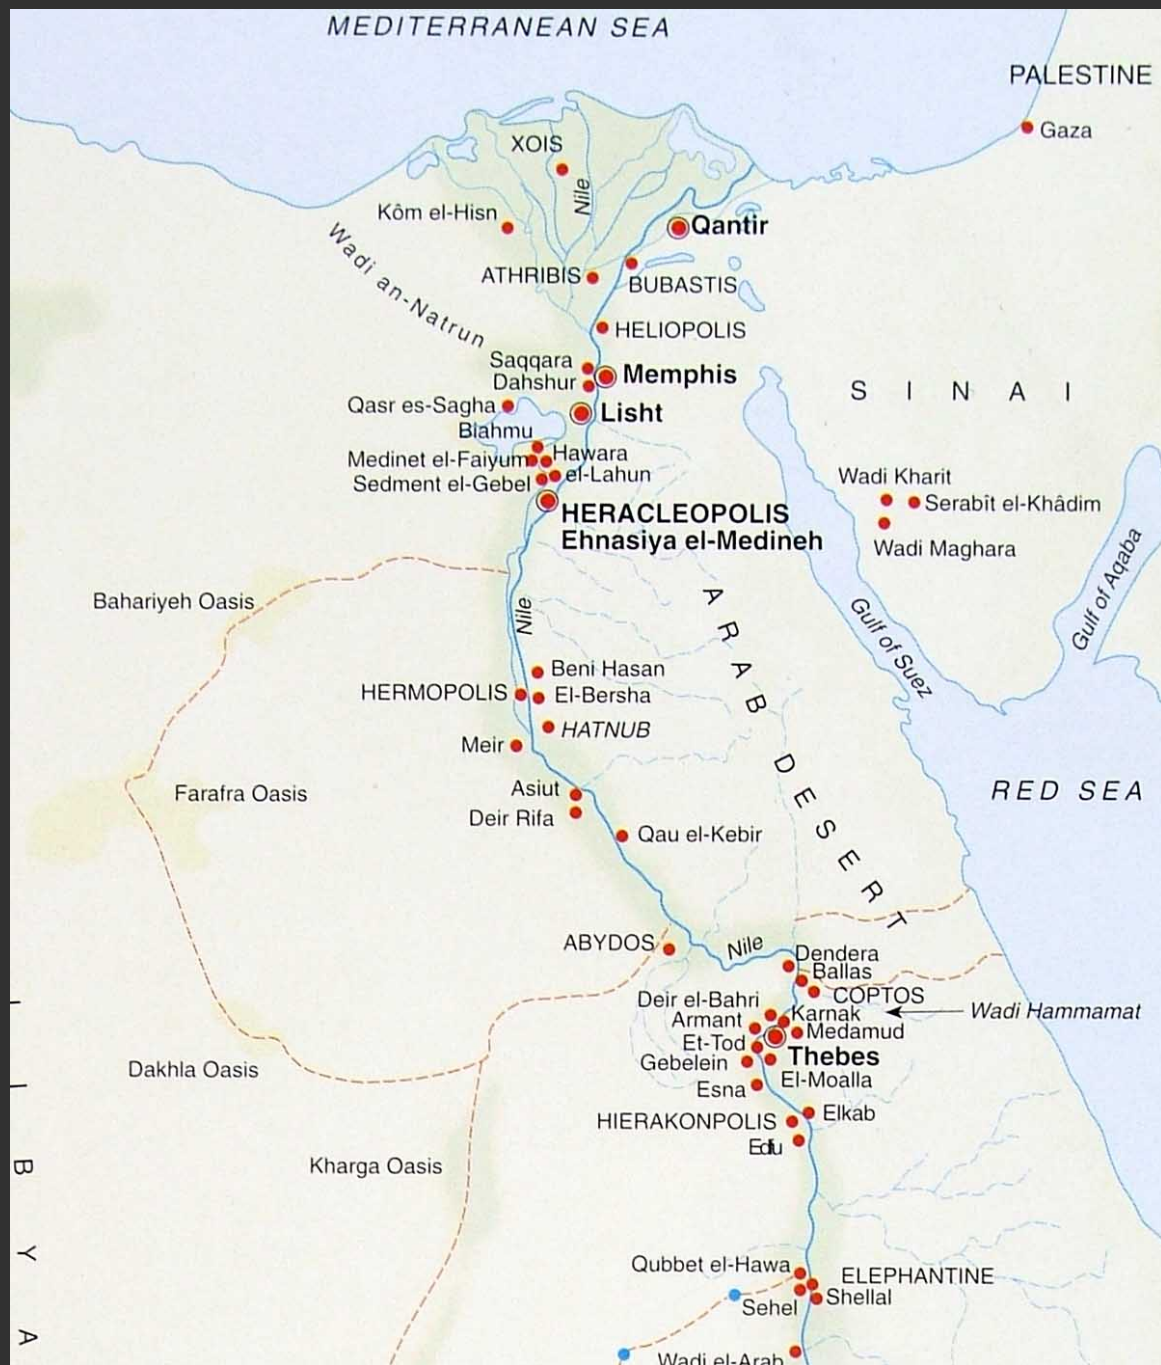 MEDITERRANEAN SEA
PALESTINE
Gaza
XOIS
Nile
Kôm el-Hisn
Qantir
Wadi an-Natrun
ATHRIBIS
BUBASTIS
HELIOPOLIS
Saqqara
Dahshur
Memphis
SINAI
Qasr es-Sagha
Lisht
Biahmu
Hawara
Medinet el-Faiyum
el-Lahun
Sedment el-Gebel
Wadi Kharit
Serabît el-Khâdim
Wadi Maghara
HERACLEOPOLIS
Ehnasiya el-Medineh
Gulf of Aqaba
Gulf of Suez
ARAB DESERT
Bahariyeh Oasis
Nile
Beni Hasan
HERMOPOLIS
El-Bersha
HATNUB
Meir
RED SEA
Asiut
Farafra Oasis
Deir Rifa
Qau el-Kebir
ABYDOS
Nile
Dendera
Ballas
COPTOS
Deir el-Bahri
Karnak
Wadi Hammamat
Armant
Medamud
Et-Tod
Thebes
Gebelein
El-Moalla
Dakhla Oasis
Esna
Elkab
HIERAKONPOLIS
Edfu
Kharga Oasis
I B Y A
Qubbet el-Hawa
ELEPHANTINE
Shellal
Sehel
Wadi el-Arab